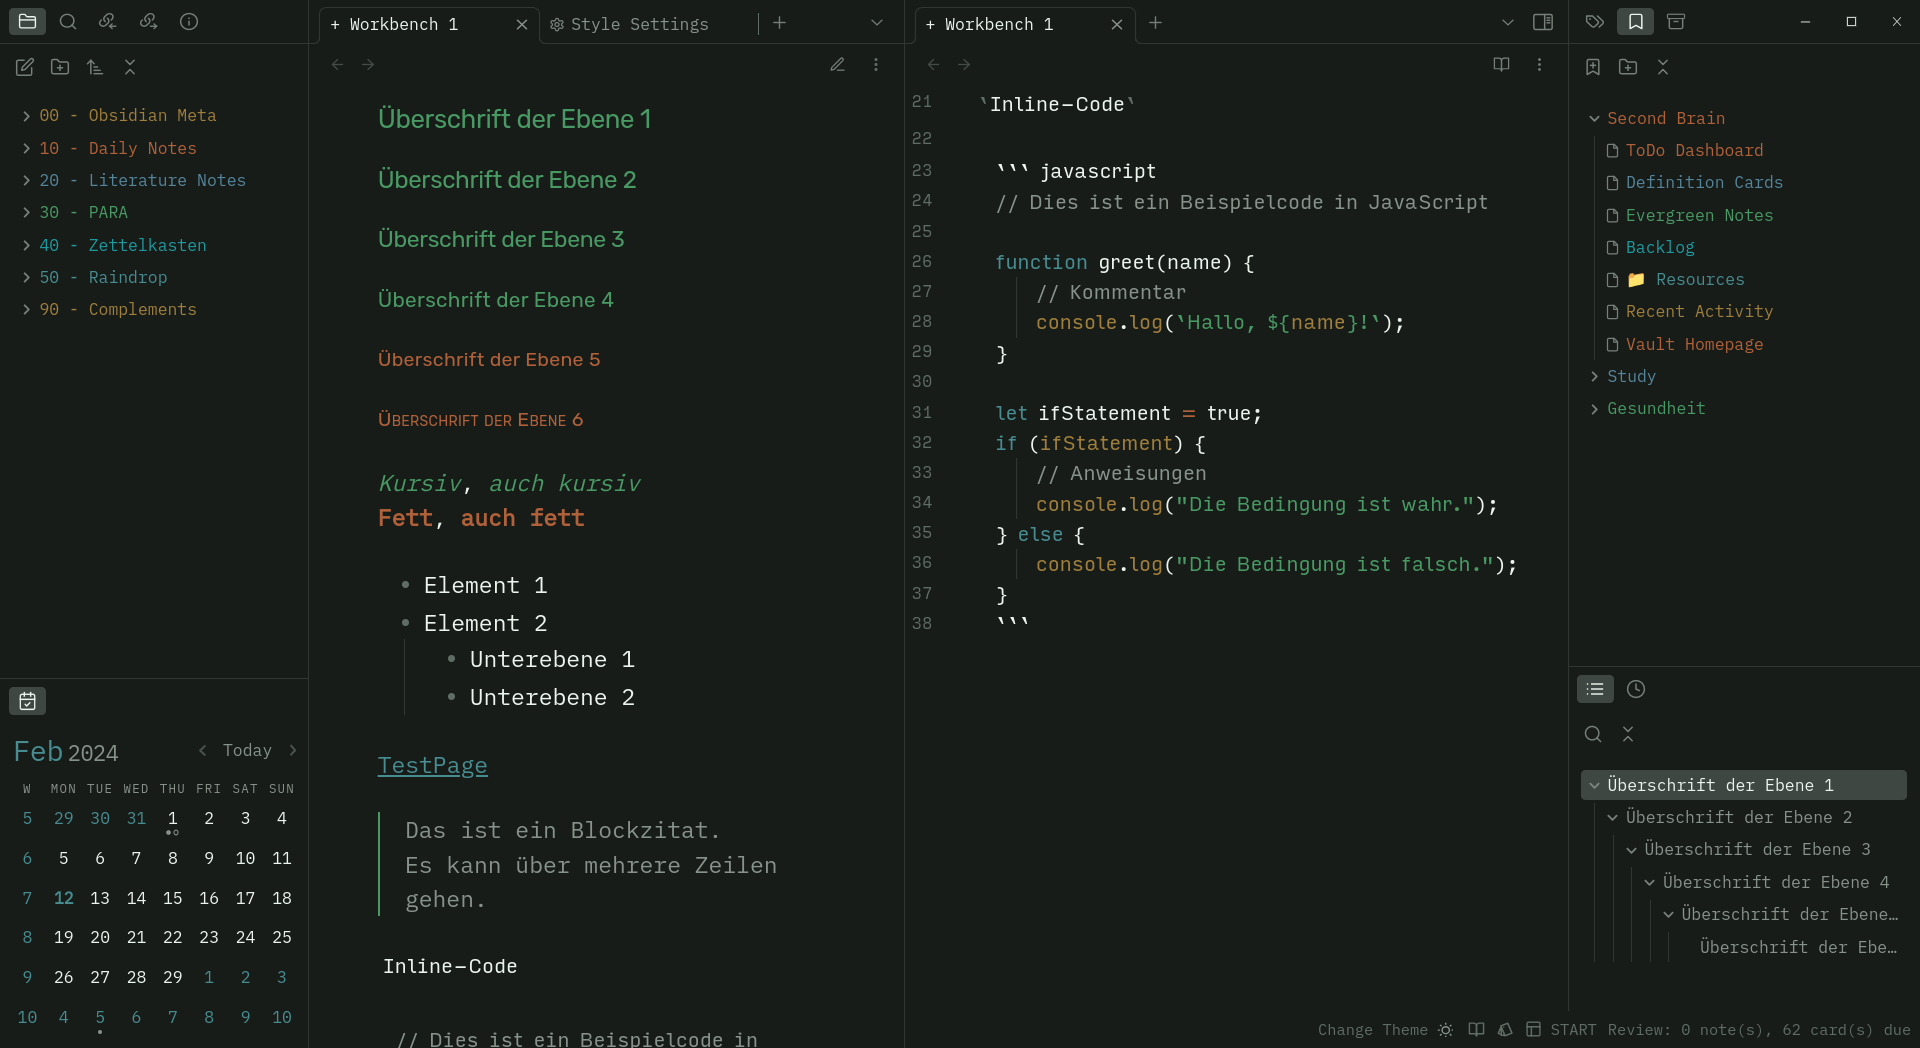 00 - Obsidian Meta
10 - Daily Notes
20 - Literature Notes
30 - PARA
40 - Zettelkasten
50 - Raindrop
90 - Complements
Feb 2024
Today
W MON TUE WED THU FRI SAT SUN
5 29 30 31 1 2 3 4
6 5 6 7 8 9 10 11
7 12 13 14 15 16 17 18
8 19 20 21 22 23 24 25
9 26 27 28 29 1 2 3
10 4 5 6 7 8 9 10
+ Workbench 1
Style Settings
Überschrift der Ebene 1
Überschrift der Ebene 2
Überschrift der Ebene 3
Überschrift der Ebene 4
Überschrift der Ebene 5
Überschrift der Ebene 6
Kursiv, auch kursiv
Fett, auch fett
Element 1
Element 2
Unterebene 1
Unterebene 2
TestPage
Das ist ein Blockzitat.
Es kann über mehrere Zeilen
gehen.
Inline-Code
// Dies ist ein Beispielcode in
+ Workbench 1
21 `Inline-Code`
22
23 ``` javascript
24 // Dies ist ein Beispielcode in JavaScript
25
26 function greet(name) {
27 // Kommentar
28 console.log(`Hallo, ${name}!`);
29 }
30
31 let ifStatement = true;
32 if (ifStatement) {
33 // Anweisungen
34 console.log("Die Bedingung ist wahr.");
35 } else {
36 console.log("Die Bedingung ist falsch.");
37 }
38 ```
Second Brain
ToDo Dashboard
Definition Cards
Evergreen Notes
Backlog
📁 Resources
Recent Activity
Vault Homepage
Study
Gesundheit
Überschrift der Ebene 1
Überschrift der Ebene 2
Überschrift der Ebene 3
Überschrift der Ebene 4
Überschrift der Ebene…
Überschrift der Ebe…
Change Theme START Review: 0 note(s), 62 card(s) due